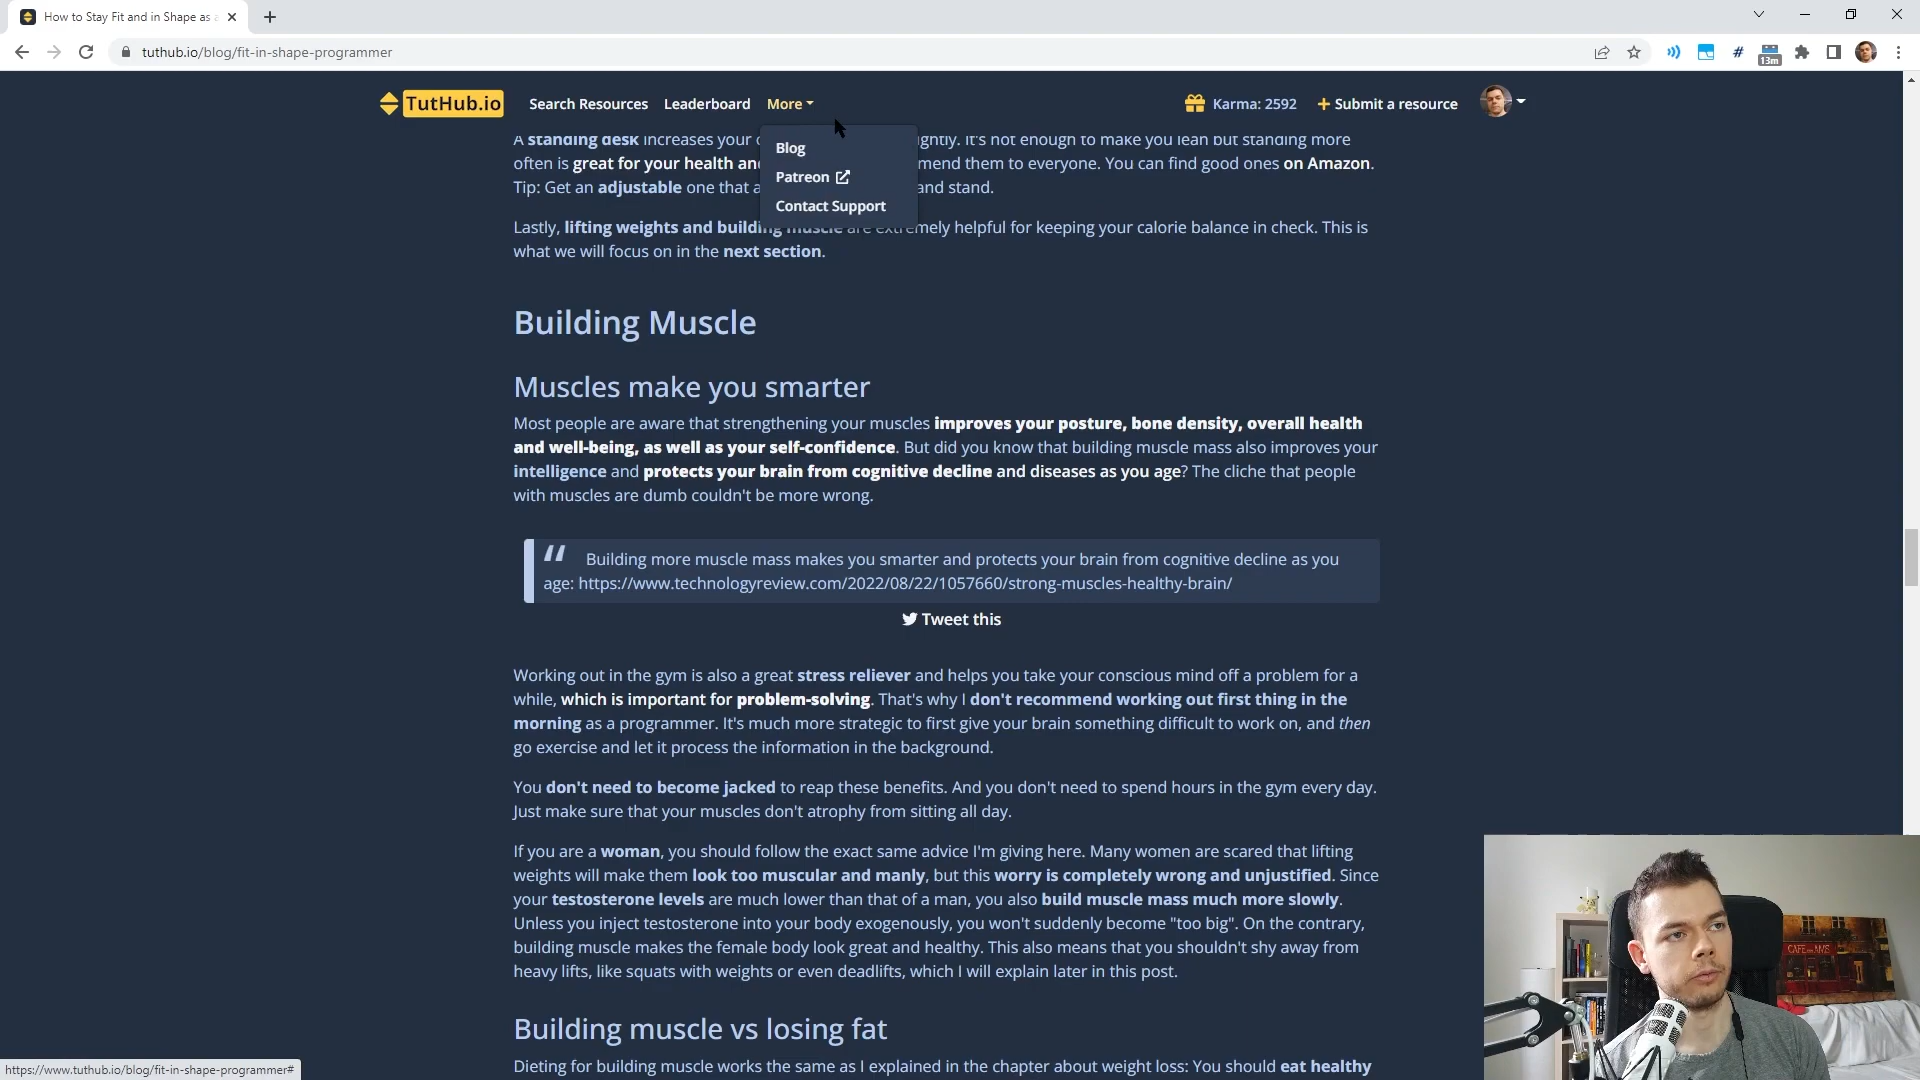 How to Stay Fit and in Shape as a
tuthub.io/blog/fit-in-shape-programmer
13m
TutHub.io
Search Resources
Leaderboard
More
Karma: 2592
Submit a resource
Blog
Patreon
Contact Support
A standing desk increases your
ghtly. It's not enough to make you lean but standing more
often is great for your health and
mend them to everyone. You can find good ones on Amazon.
Tip: Get an adjustable one that
and stand.
Lastly, lifting weights and building muscle are extremely helpful for keeping your calorie balance in check. This is
what we will focus on in the next section.
Building Muscle
Muscles make you smarter
Most people are aware that strengthening your muscles improves your posture, bone density, overall health
and well-being, as well as your self-confidence. But did you know that building muscle mass also improves your
intelligence and protects your brain from cognitive decline and diseases as you age? The cliche that people
with muscles are dumb couldn't be more wrong.
“ Building more muscle mass makes you smarter and protects your brain from cognitive decline as you
age: https://www.technologyreview.com/2022/08/22/1057660/strong-muscles-healthy-brain/
Tweet this
Working out in the gym is also a great stress reliever and helps you take your conscious mind off a problem for a
while, which is important for problem-solving. That's why I don't recommend working out first thing in the
morning as a programmer. It's much more strategic to first give your brain something difficult to work on, and then
go exercise and let it process the information in the background.
You don't need to become jacked to reap these benefits. And you don't need to spend hours in the gym every day.
Just make sure that your muscles don't atrophy from sitting all day.
If you are a woman, you should follow the exact same advice I'm giving here. Many women are scared that lifting
weights will make them look too muscular and manly, but this worry is completely wrong and unjustified. Since
your testosterone levels are much lower than that of a man, you also build muscle mass much more slowly.
Unless you inject testosterone into your body exogenously, you won't suddenly become "too big". On the contrary,
building muscle makes the female body look great and healthy. This also means that you shouldn't shy away from
heavy lifts, like squats with weights or even deadlifts, which I will explain later in this post.
Building muscle vs losing fat
Dieting for building muscle works the same as I explained in the chapter about weight loss: You should eat healthy
https://www.tuthub.io/blog/fit-in-shape-programmer#